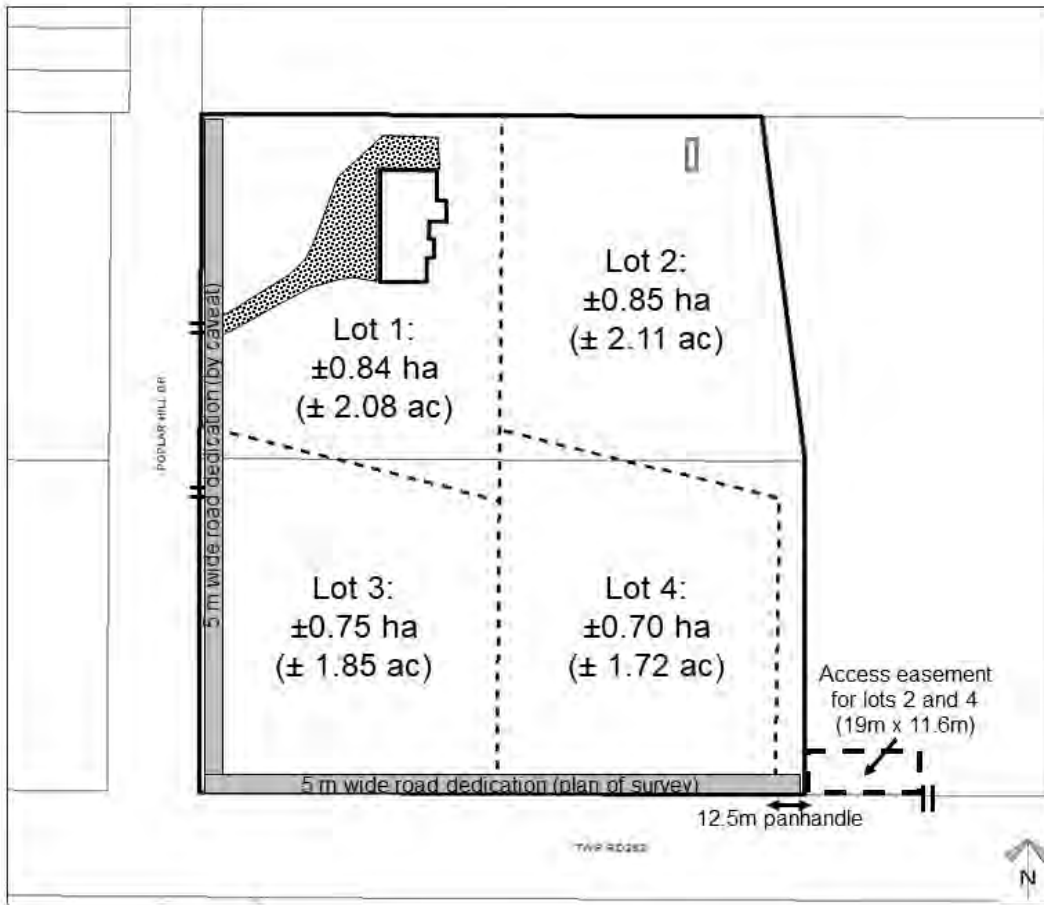 Lot 1:
±0.84 ha
(± 2.08 ac)
Lot 2:
±0.85 ha
(± 2.11 ac)
5 m wide road dedication (by caveat)
POPLAR HILL DR
Lot 3:
±0.75 ha
(± 1.85 ac)
Lot 4:
±0.70 ha
(± 1.72 ac)
Access easement
for lots 2 and 4
(19m x 11.6m)
5 m wide road dedication (plan of survey)
12.5m panhandle
TWP RD262
N